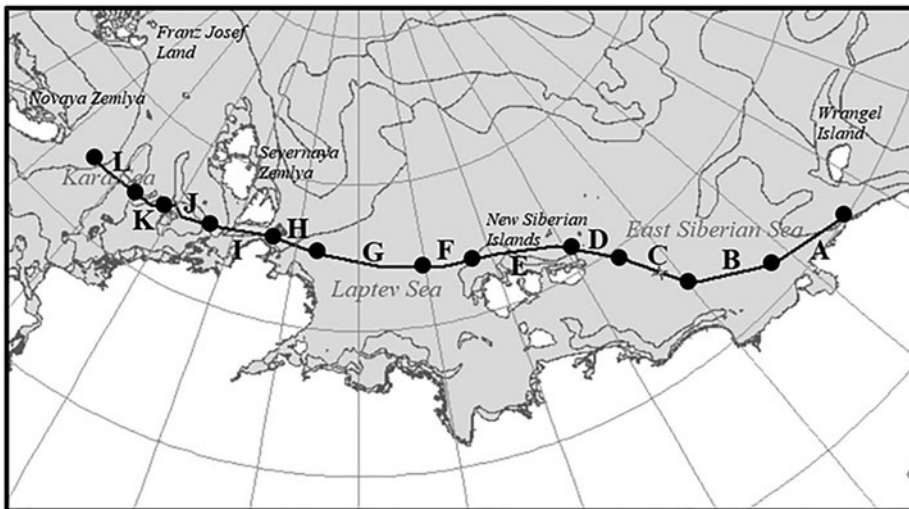 Franz Josef
Land
Novaya Zemlya
Wrangel
Island
Severnaya
Zemlya
L
Kara Sea
K
J
I
H
G
F
New Siberian
Islands
E
D
East Siberian Sea
C
B
A
Laptev Sea